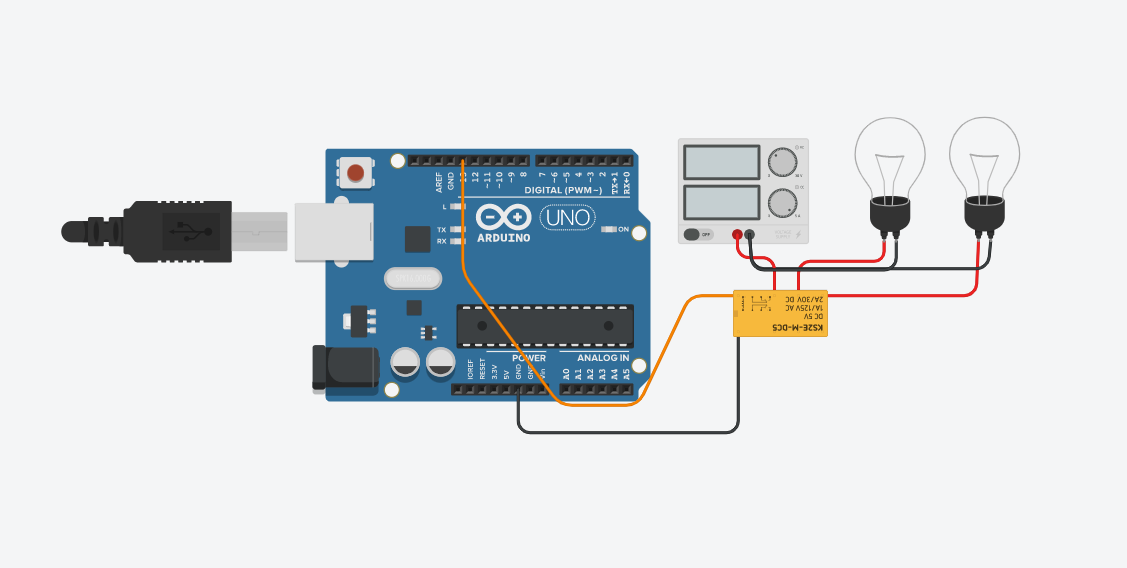 AREF
GND
12
~11
~10
~9
8
7
~6
~5
4
~3
2
TX→1
RX←0
DIGITAL (PWM~)
L
TX
RX
ARDUINO
UNO
ON
OFF
KS2E-M-DC5
DC 5V
1A/125V AC
2A/30V DC
POWER
ANALOG IN
IOREF
RESET
3.3V
5V
GND
GND
Vin
A0
A1
A2
A3
A4
A5